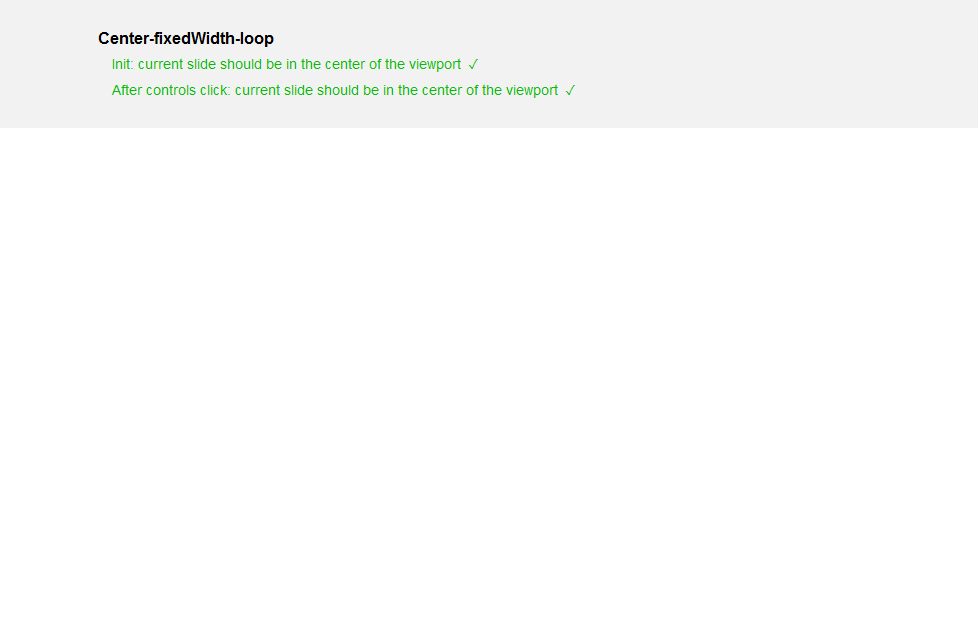 Center-fixedWidth-loop
Init: current slide should be in the center of the viewport ✓
After controls click: current slide should be in the center of the viewport ✓